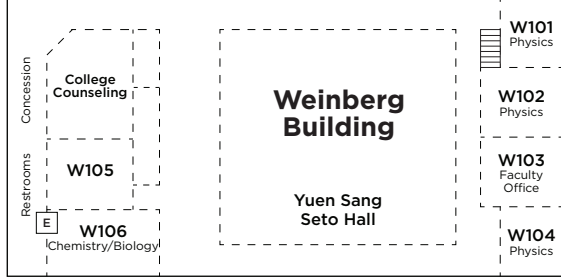 Concession
College
Counseling
Restrooms
W105
E
W106
Chemistry/Biology
Weinberg
Building
Yuen Sang
Seto Hall
W101
Physics
W102
Physics
W103
Faculty
Office
W104
Physics